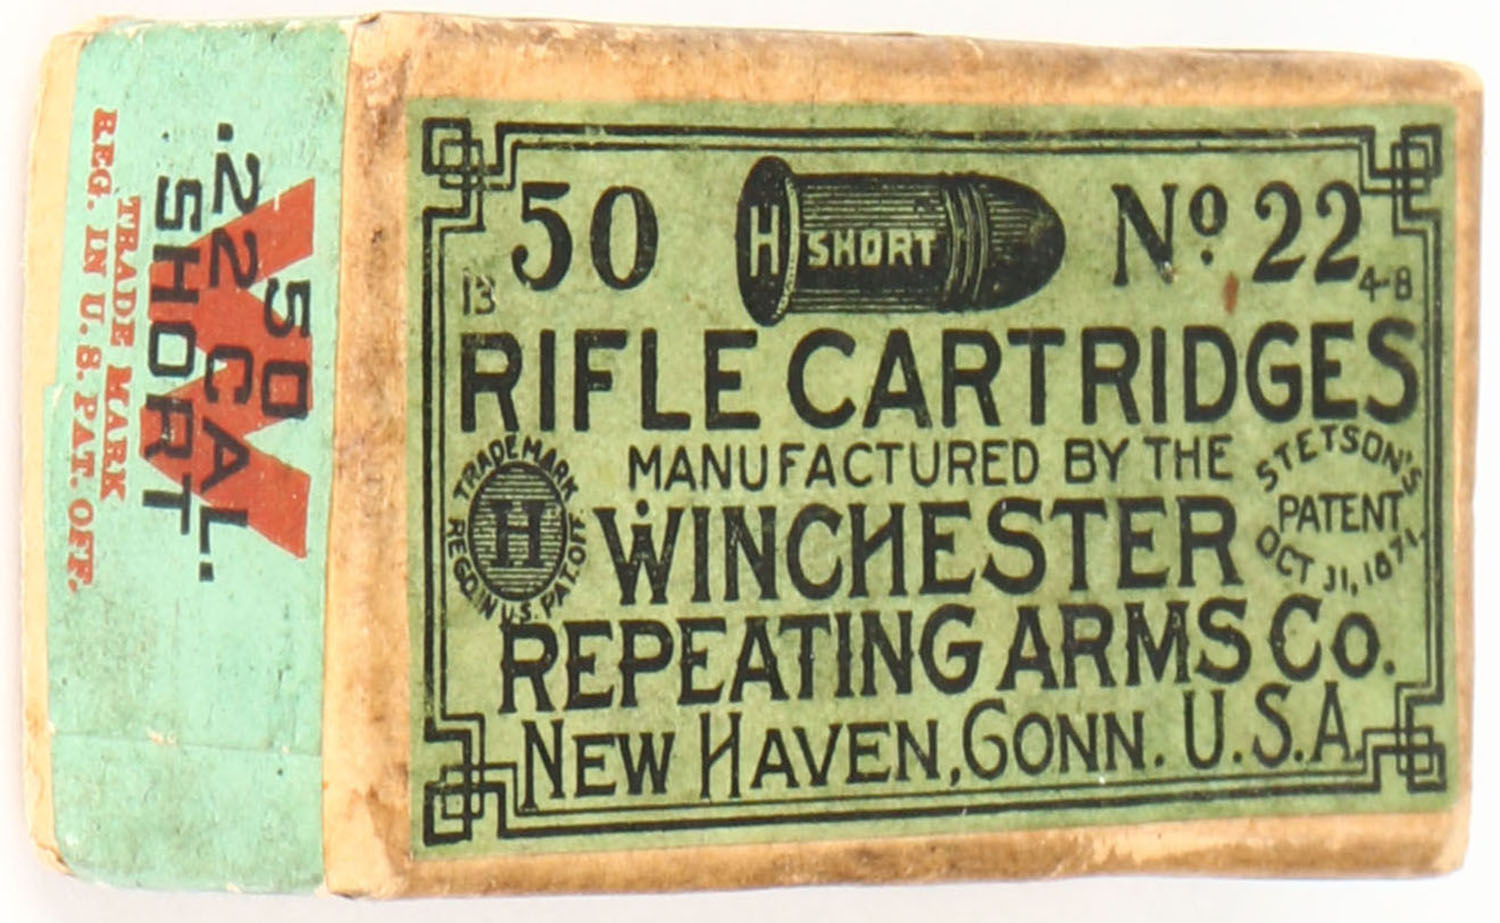 50
.22 CAL.
SHORT
W
TRADE MARK
REG. IN U.S. PAT. OFF.
50 H SHORT No 22
13 4-8
RIFLE CARTRIDGES
MANUFACTURED BY THE
TRADE MARK
H
REGD. IN U.S. PAT. OFF.
WINCHESTER
STETSON'S
PATENT
OCT 31, 1871.
REPEATING ARMS Co.
NEW HAVEN, CONN. U.S.A.